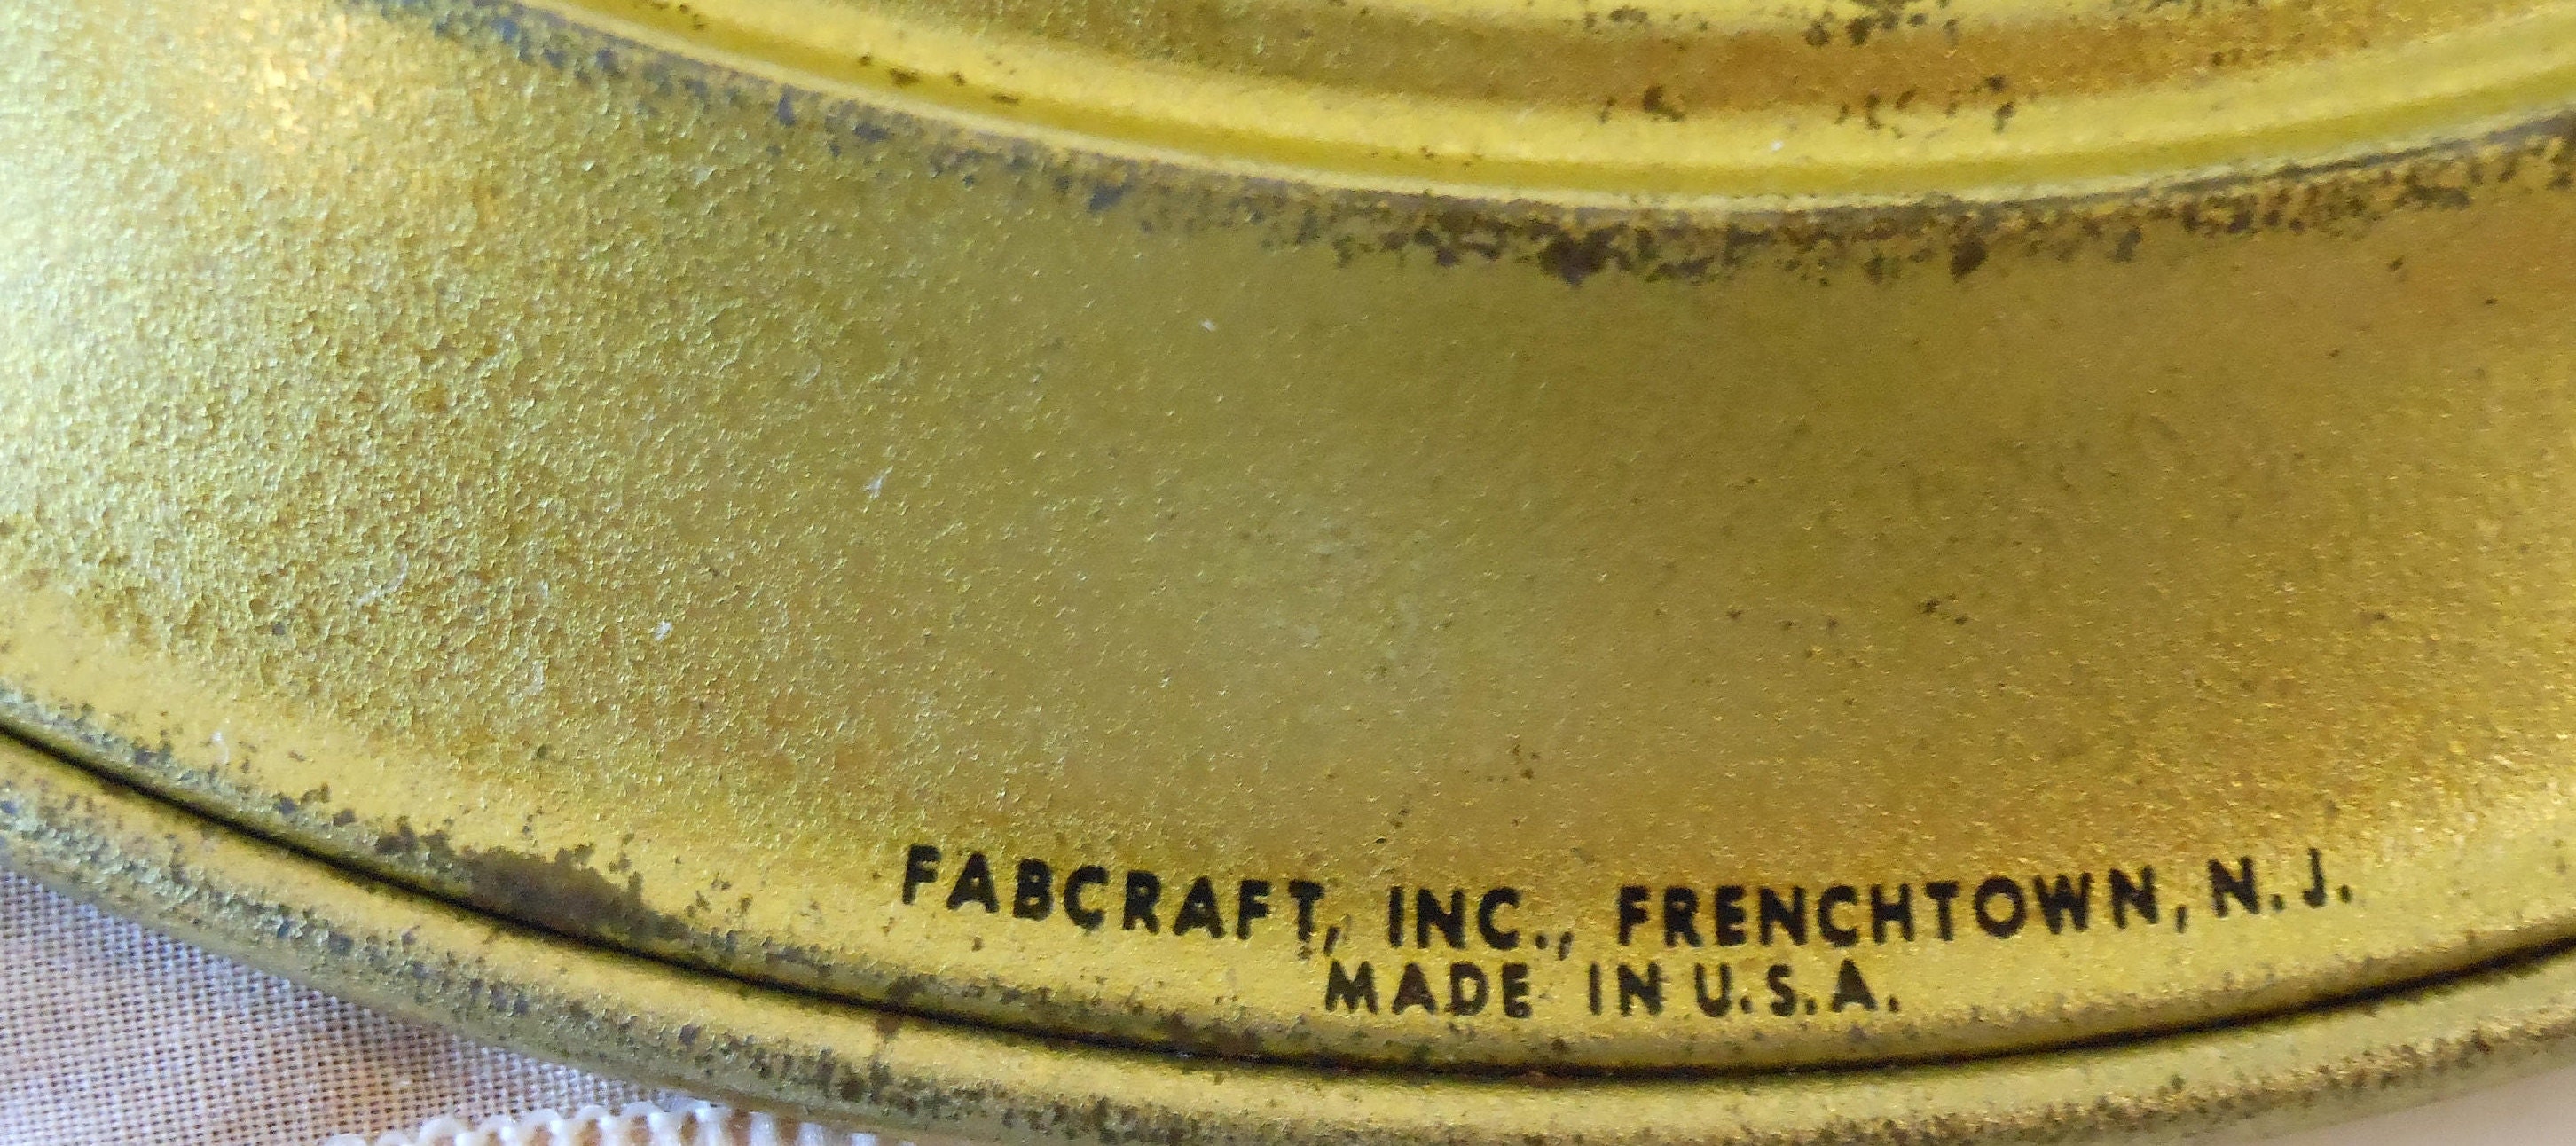 FABCRAFT, INC., FRENCHTOWN, N.J.
MADE IN U.S.A.